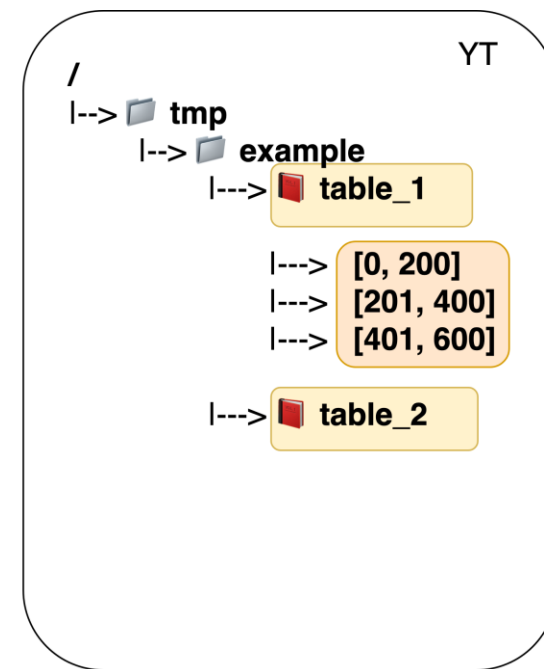 YT
/
|--> tmp
|--> example
|---> table_1
|---> [0, 200]
|---> [201, 400]
|---> [401, 600]
|---> table_2